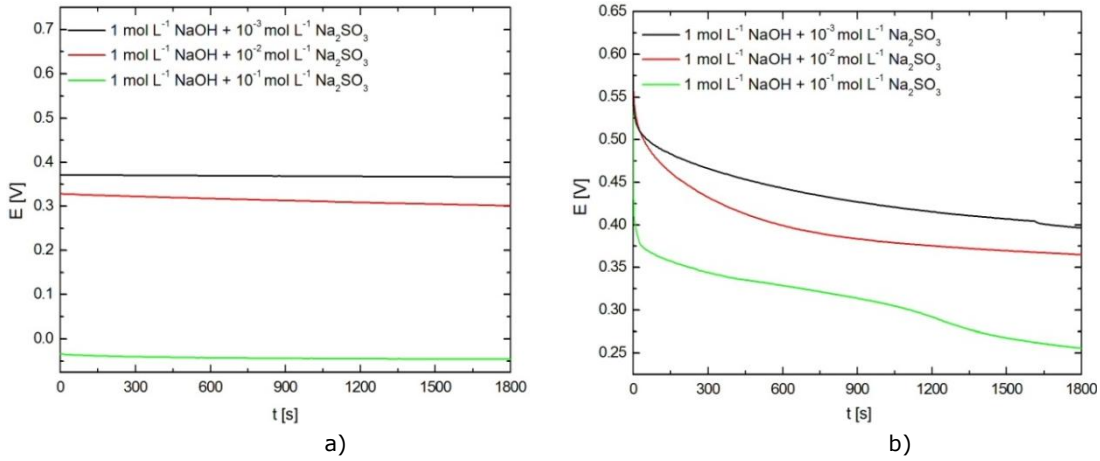 0.7
0.6
0.5
0.4
0.3
0.2
0.1
0.0
E [V]
1 mol L⁻¹ NaOH + 10⁻³ mol L⁻¹ Na₂SO₃
1 mol L⁻¹ NaOH + 10⁻² mol L⁻¹ Na₂SO₃
1 mol L⁻¹ NaOH + 10⁻¹ mol L⁻¹ Na₂SO₃
0 300 600 900 1200 1500 1800
t [s]
a)
0.65
0.60
0.55
0.50
0.45
0.40
0.35
0.30
0.25
E [V]
1 mol L⁻¹ NaOH + 10⁻³ mol L⁻¹ Na₂SO₃
1 mol L⁻¹ NaOH + 10⁻² mol L⁻¹ Na₂SO₃
1 mol L⁻¹ NaOH + 10⁻¹ mol L⁻¹ Na₂SO₃
0 300 600 900 1200 1500 1800
t [s]
b)